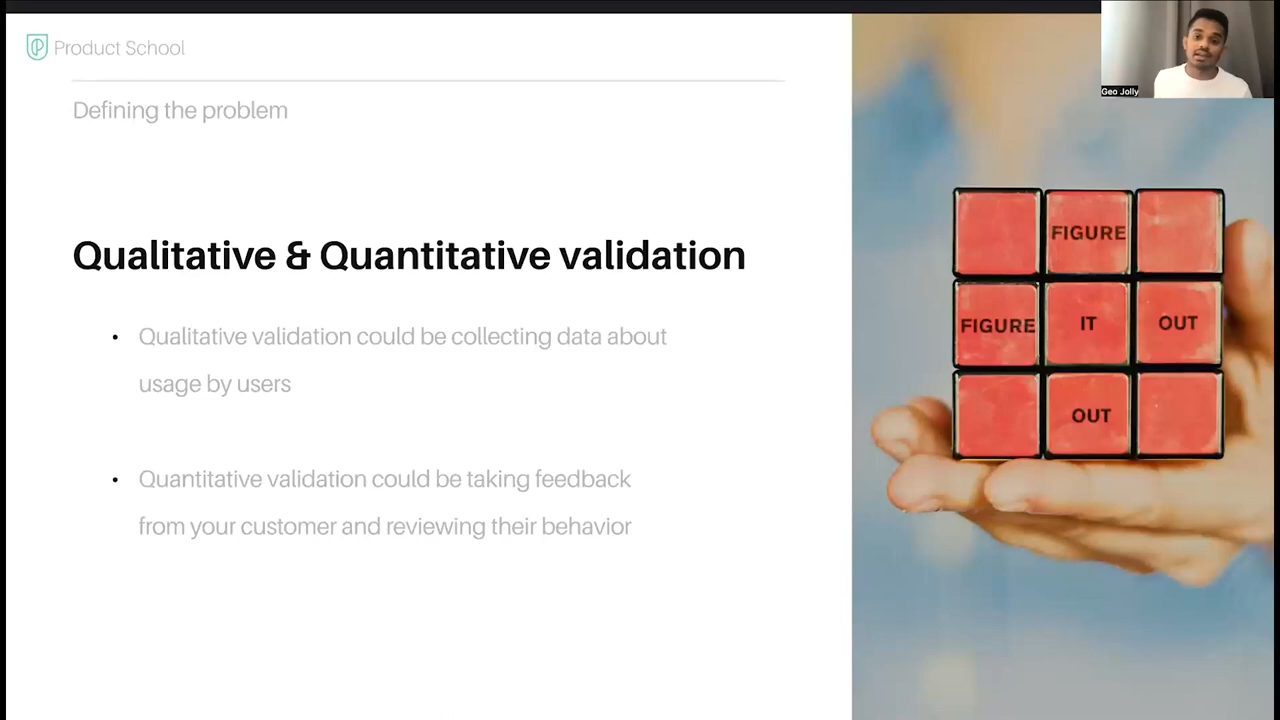 Product School
Defining the problem
Qualitative & Quantitative validation
• Qualitative validation could be collecting data about
usage by users
• Quantitative validation could be taking feedback
from your customer and reviewing their behavior
Geo Jolly
FIGURE
FIGURE IT OUT
OUT